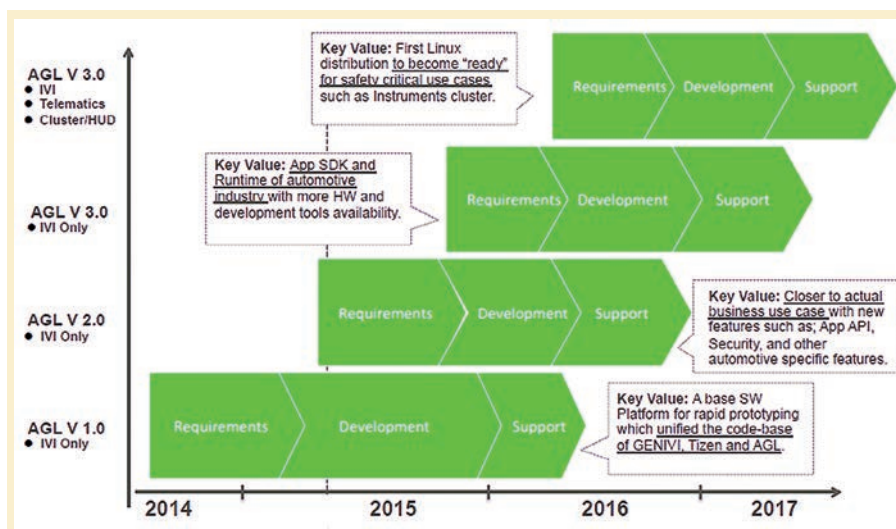 AGL V 3.0
● IVI
● Telematics
● Cluster/HUD
Key Value: First Linux
distribution to become “ready”
for safety critical use cases
such as Instruments cluster.
Requirements
Development
Support
AGL V 3.0
● IVI Only
Key Value: App SDK and
Runtime of automotive
industry with more HW and
development tools availability.
Requirements
Development
Support
AGL V 2.0
● IVI Only
Requirements
Development
Support
Key Value: Closer to actual
business use case with new
features such as; App API,
Security, and other
automotive specific features.
AGL V 1.0
● IVI Only
Requirements
Development
Support
Key Value: A base SW
Platform for rapid prototyping
which unified the code-base
of GENIVI, Tizen and AGL.
2014
2015
2016
2017